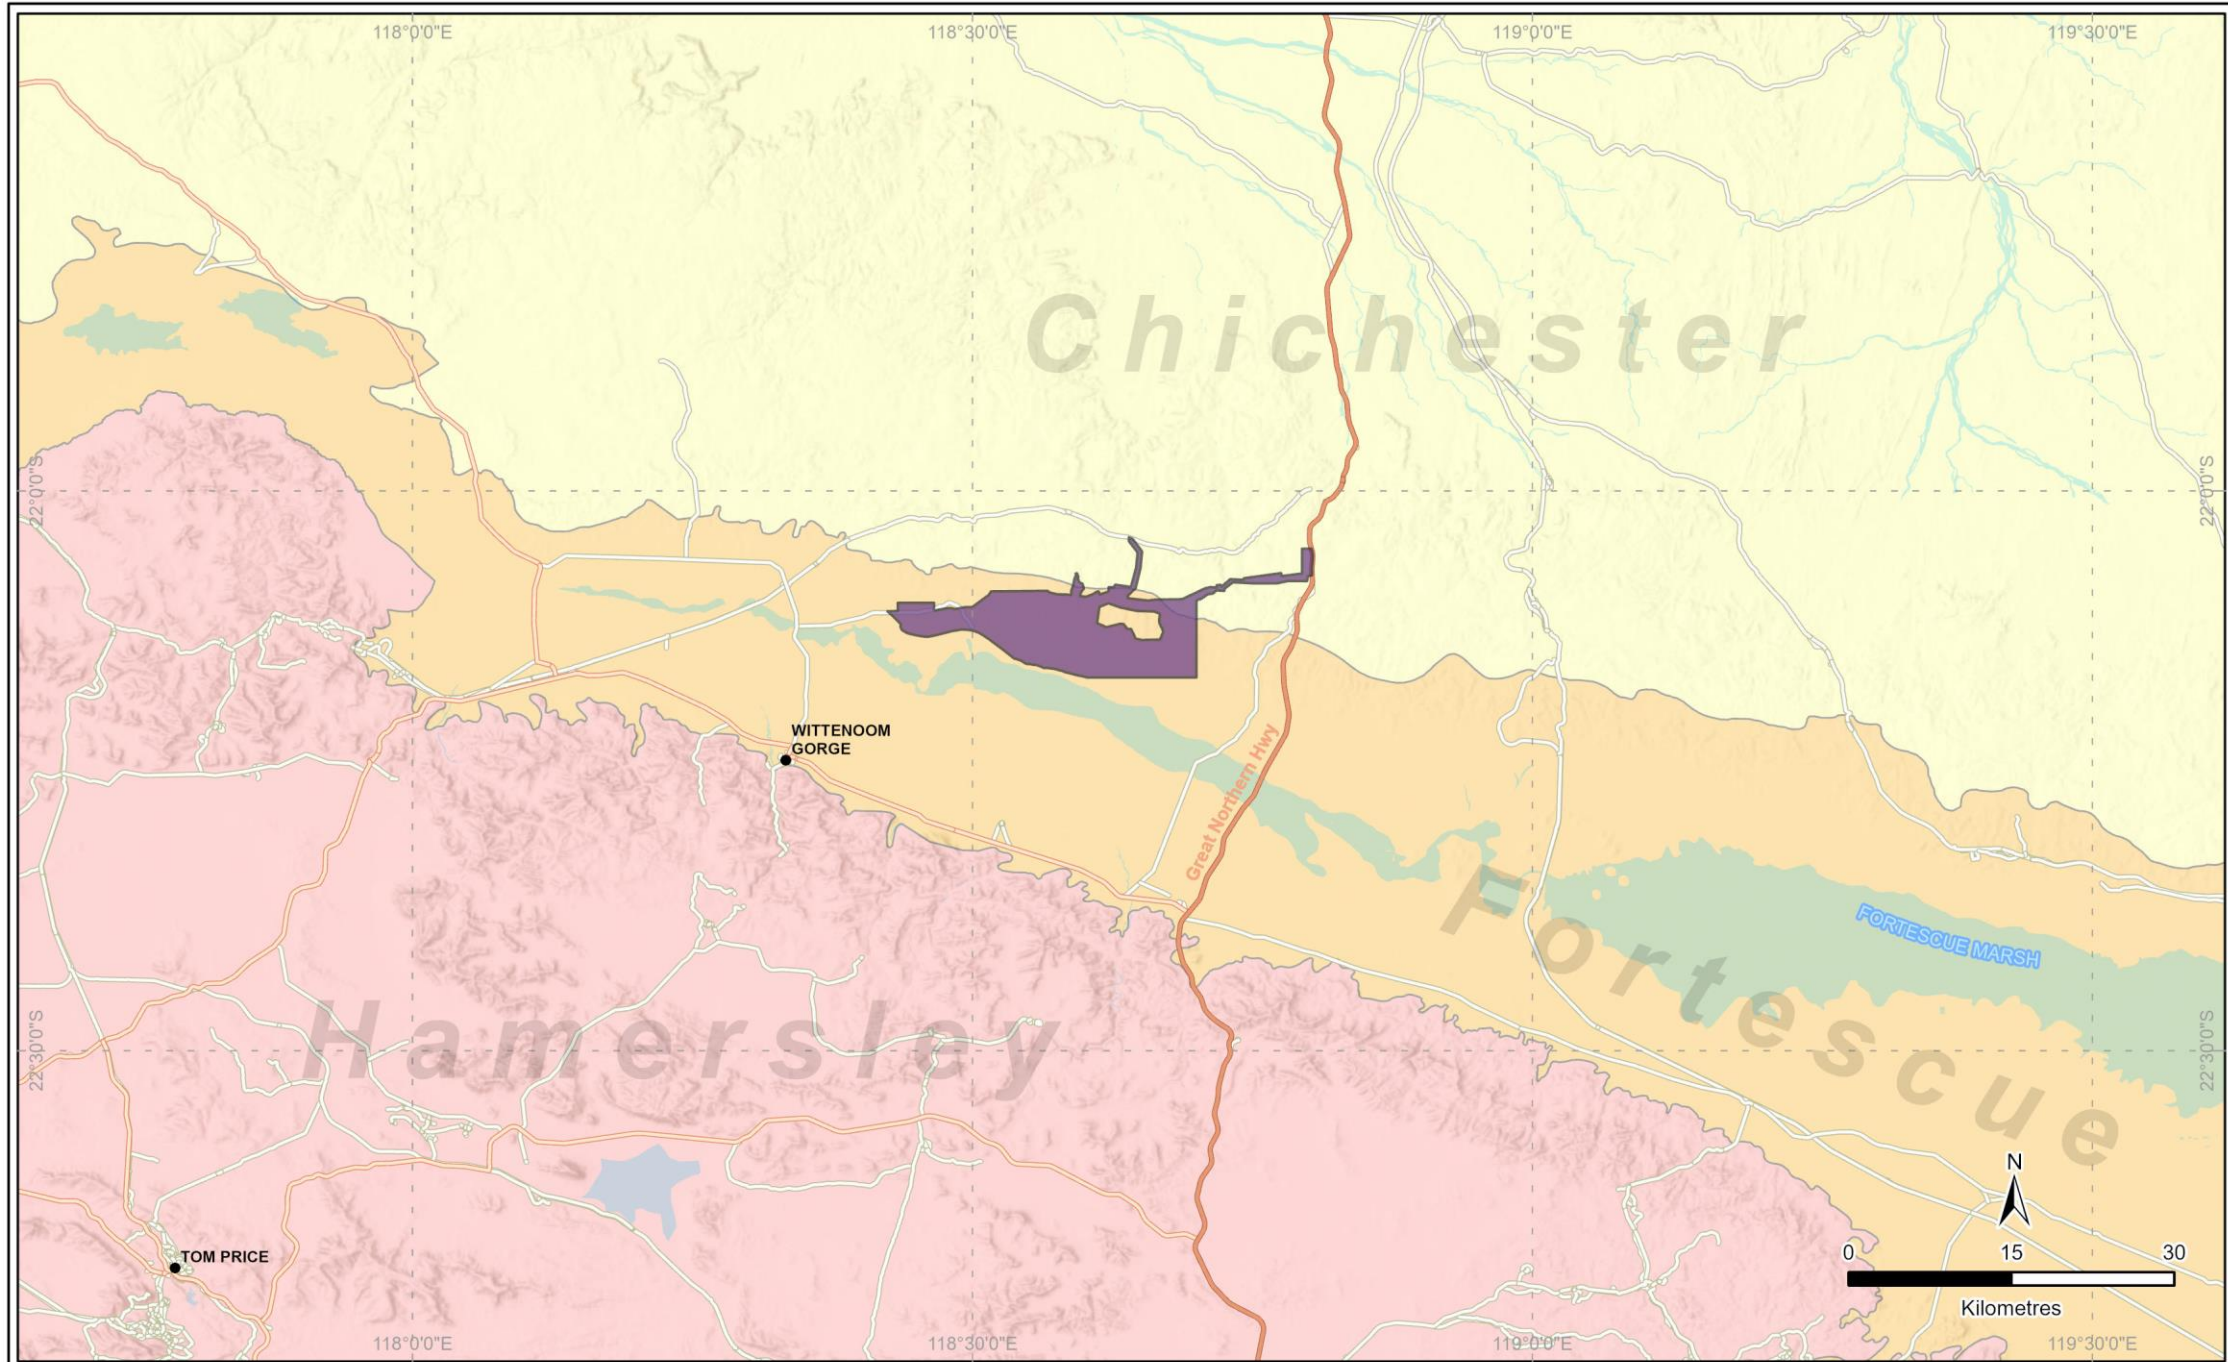 118°0'0"E
118°30'0"E
119°0'0"E
119°30'0"E
Chichester
22°0'0"S
22°0'0"S
WITTENOOM
GORGE
Great Northern Hwy
Fortescue
FORTESCUE MARSH
Hamersley
22°30'0"S
22°30'0"S
N
0 15 30
Kilometres
TOM PRICE
118°0'0"E
118°30'0"E
119°0'0"E
119°30'0"E